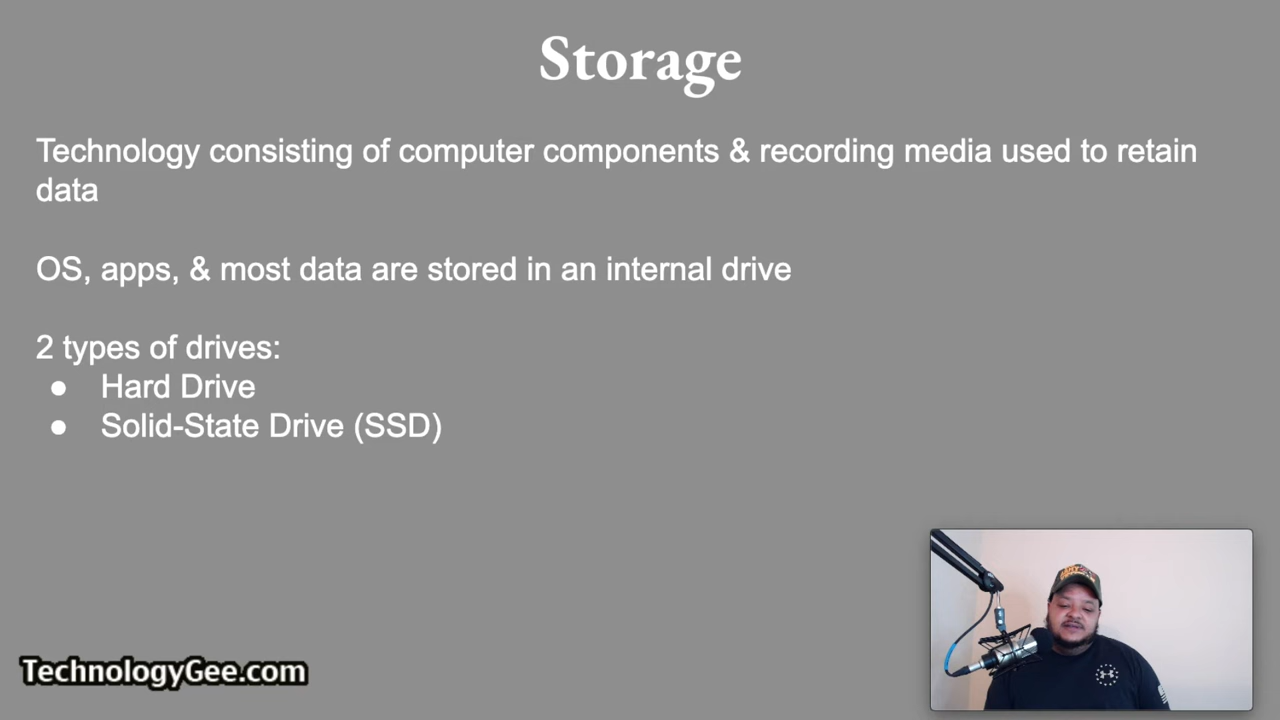 Storage
Technology consisting of computer components & recording media used to retain
data
OS, apps, & most data are stored in an internal drive
2 types of drives:
● Hard Drive
● Solid-State Drive (SSD)
TechnologyGee.com